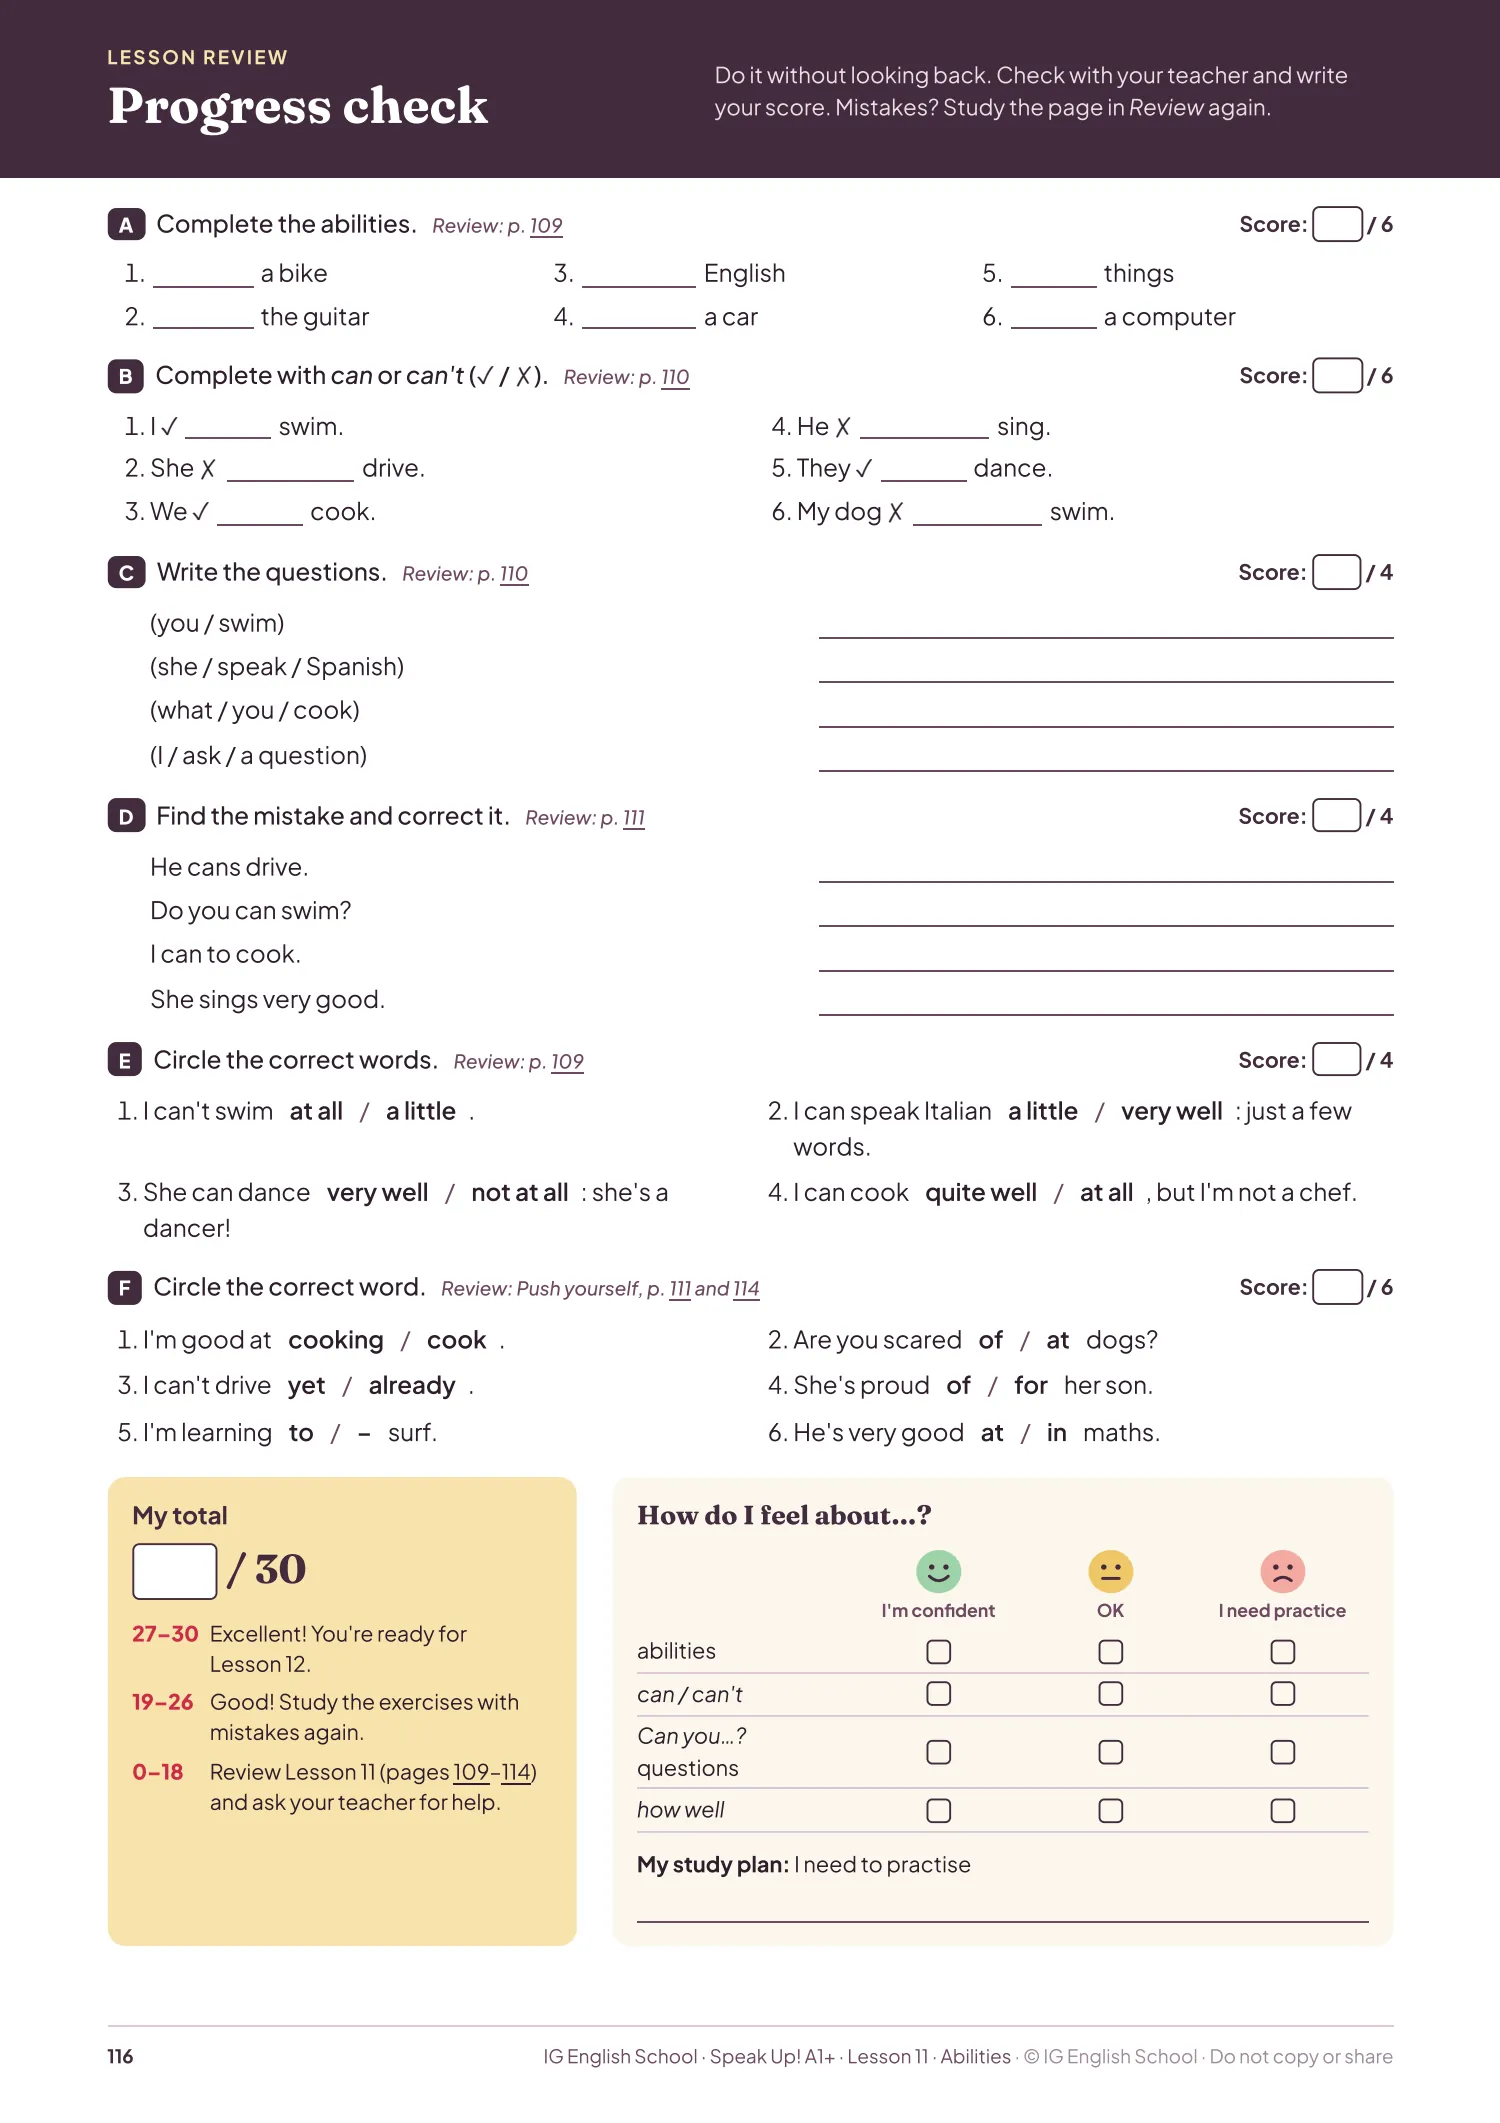 LESSON REVIEW
Progress check
Do it without looking back. Check with your teacher and write
your score. Mistakes? Study the page in Review again.
A Complete the abilities. Review: p. 109 Score: / 6
1. ________ a bike
2. ________ the guitar
3. ________ English
4. ________ a car
5. ________ things
6. ________ a computer
B Complete with can or can't (✓ / ✗). Review: p. 110 Score: / 6
1. I ✓ ________ swim.
2. She ✗ ________ drive.
3. We ✓ ________ cook.
4. He ✗ ________ sing.
5. They ✓ ________ dance.
6. My dog ✗ ________ swim.
C Write the questions. Review: p. 110 Score: / 4
(you / swim)
(she / speak / Spanish)
(what / you / cook)
(I / ask / a question)
D Find the mistake and correct it. Review: p. 111 Score: / 4
He cans drive.
Do you can swim?
I can to cook.
She sings very good.
E Circle the correct words. Review: p. 109 Score: / 4
1. I can't swim at all / a little .
2. I can speak Italian a little / very well : just a few
words.
3. She can dance very well / not at all : she's a
dancer!
4. I can cook quite well / at all , but I'm not a chef.
F Circle the correct word. Review: Push yourself, p. 111 and 114 Score: / 6
1. I'm good at cooking / cook .
2. Are you scared of / at dogs?
3. I can't drive yet / already .
4. She's proud of / for her son.
5. I'm learning to / – surf.
6. He's very good at / in maths.
My total
/ 30
27–30 Excellent! You're ready for
Lesson 12.
19–26 Good! Study the exercises with
mistakes again.
0–18 Review Lesson 11 (pages 109–114)
and ask your teacher for help.
How do I feel about...?
I'm confident OK I need practice
abilities
can / can't
Can you...?
questions
how well
My study plan: I need to practise
116 IG English School · Speak Up! A1+ · Lesson 11 · Abilities · © IG English School · Do not copy or share